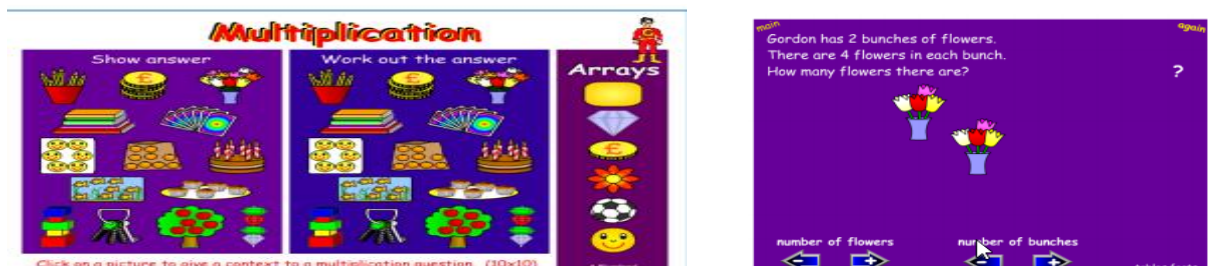 Multiplication
Show answer
Work out the answer
Arrays
Click on a picture to give a context to a multiplication question. (10x10)
main
again
Gordon has 2 bunches of flowers.
There are 4 flowers in each bunch.
How many flowers there are?
?
number of flowers
number of bunches